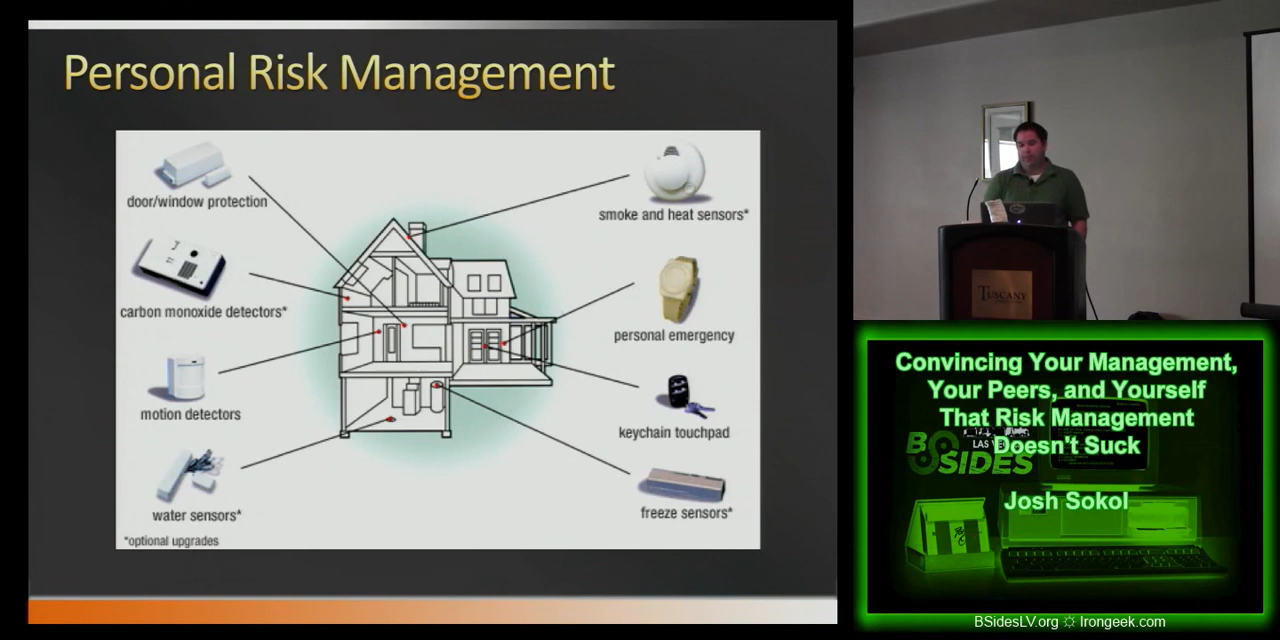 Personal Risk Management
door/window protection
smoke and heat sensors*
carbon monoxide detectors*
personal emergency
motion detectors
keychain touchpad
water sensors*
freeze sensors*
*optional upgrades
TUSCANY
Convincing Your Management,
Your Peers, and Yourself
That Risk Management
Doesn't Suck
LAS VE
BSIDES
Josh Sokol
BSidesLV.org ☼ Irongeek.com